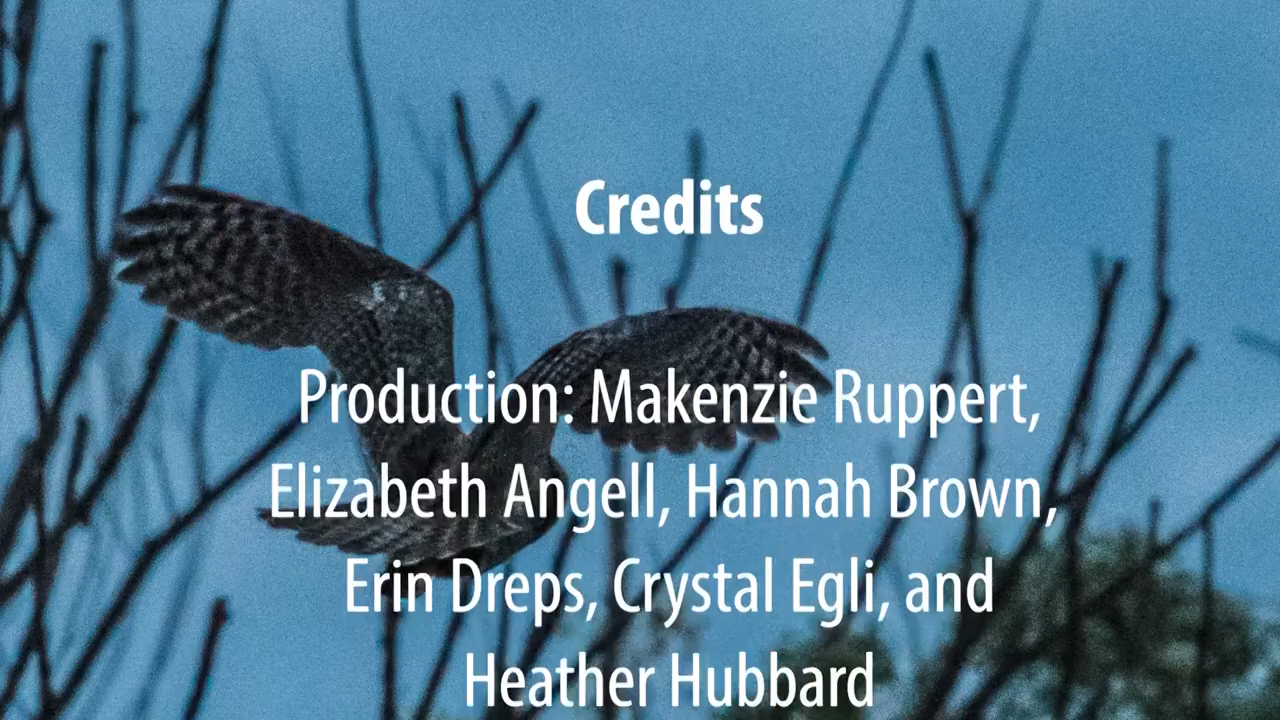 Credits
Production: Makenzie Ruppert,
Elizabeth Angell, Hannah Brown,
Erin Dreps, Crystal Egli, and
Heather Hubbard